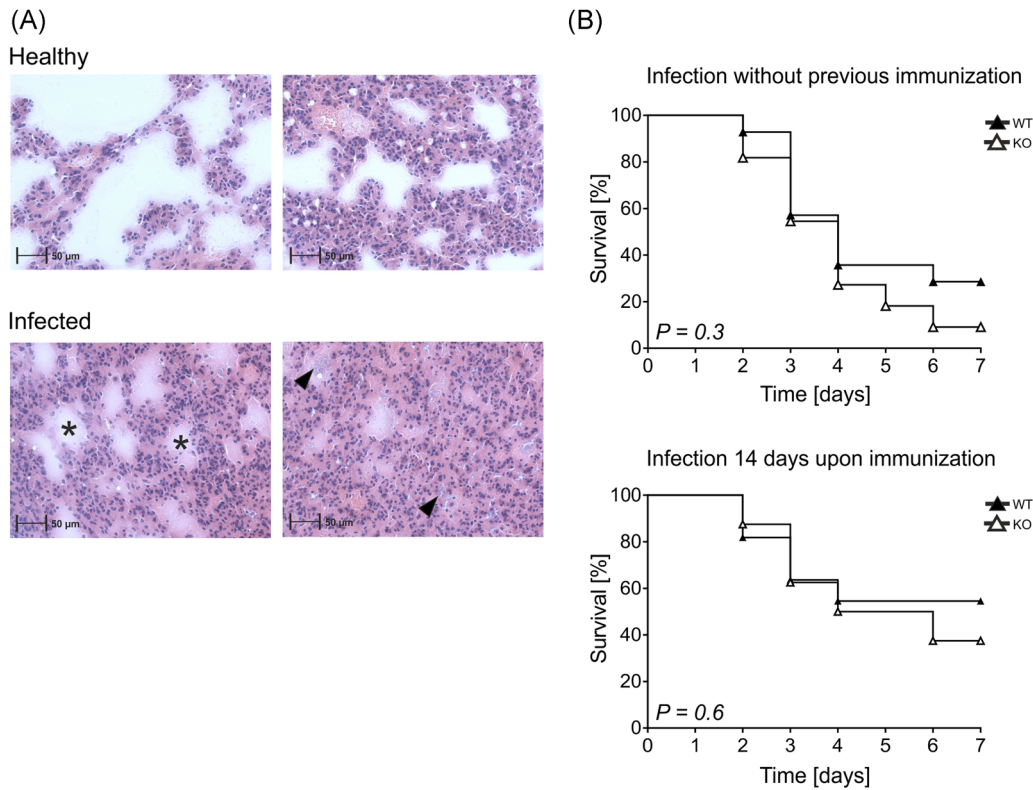 (A)
Healthy
50 μm
50 μm
Infected
*
*
50 μm
50 μm
(B)
Infection without previous immunization
WT
KO
100
80
60
40
20
0
Survival [%]
P = 0.3
0 1 2 3 4 5 6 7
Time [days]
Infection 14 days upon immunization
WT
KO
100
80
60
40
20
0
Survival [%]
P = 0.6
0 1 2 3 4 5 6 7
Time [days]